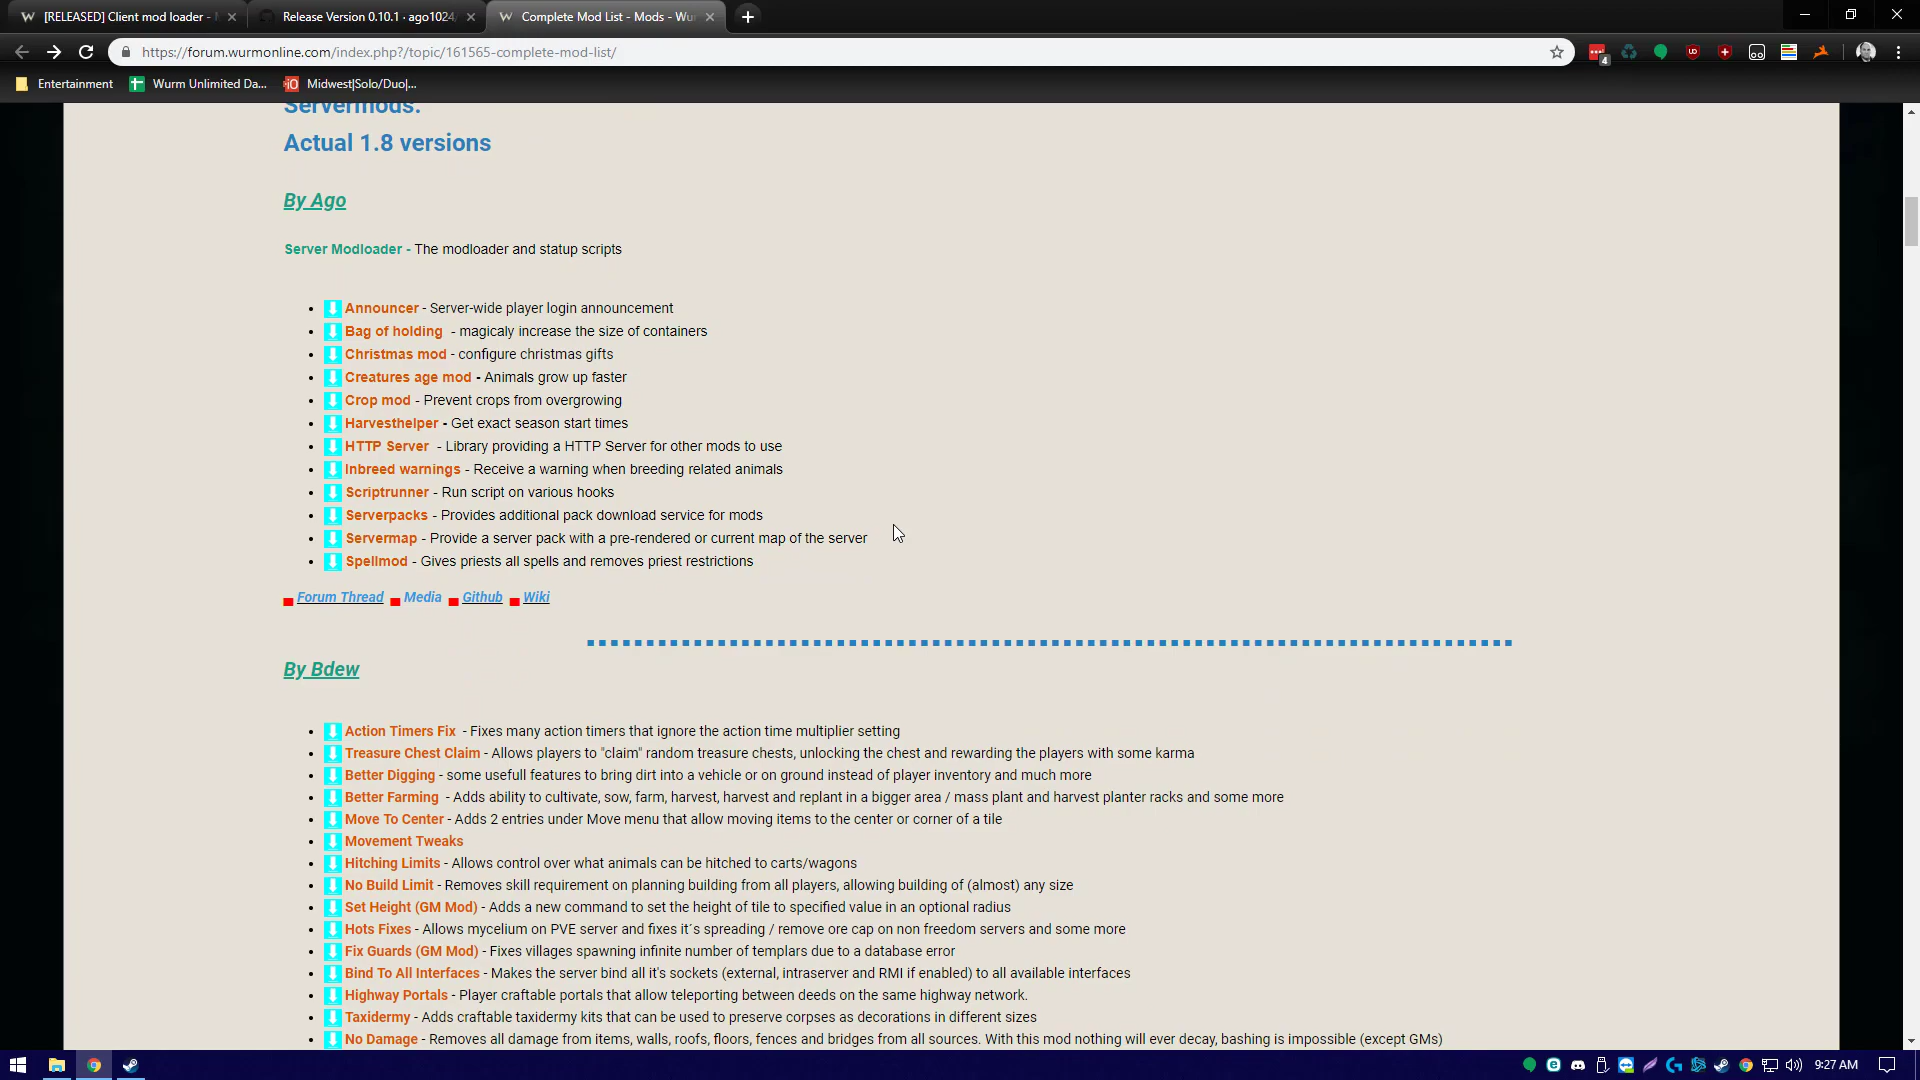 [RELEASED] Client mod loader -
Release Version 0.10.1 · ago1024
Complete Mod List - Mods - Wu
https://forum.wurmonline.com/index.php?/topic/161565-complete-mod-list/
4
Entertainment
Wurm Unlimited Da...
Midwest|Solo/Duo|...
Servermods:
Actual 1.8 versions
By Ago
Server Modloader - The modloader and statup scripts
Announcer - Server-wide player login announcement
Bag of holding - magicaly increase the size of containers
Christmas mod - configure christmas gifts
Creatures age mod - Animals grow up faster
Crop mod - Prevent crops from overgrowing
Harvesthelper - Get exact season start times
HTTP Server - Library providing a HTTP Server for other mods to use
Inbreed warnings - Receive a warning when breeding related animals
Scriptrunner - Run script on various hooks
Serverpacks - Provides additional pack download service for mods
Servermap - Provide a server pack with a pre-rendered or current map of the server
Spellmod - Gives priests all spells and removes priest restrictions
Forum Thread Media Github Wiki
By Bdew
Action Timers Fix - Fixes many action timers that ignore the action time multiplier setting
Treasure Chest Claim - Allows players to "claim" random treasure chests, unlocking the chest and rewarding the players with some karma
Better Digging - some usefull features to bring dirt into a vehicle or on ground instead of player inventory and much more
Better Farming - Adds ability to cultivate, sow, farm, harvest, harvest and replant in a bigger area / mass plant and harvest planter racks and some more
Move To Center - Adds 2 entries under Move menu that allow moving items to the center or corner of a tile
Movement Tweaks
Hitching Limits - Allows control over what animals can be hitched to carts/wagons
No Build Limit - Removes skill requirement on planning building from all players, allowing building of (almost) any size
Set Height (GM Mod) - Adds a new command to set the height of tile to specified value in an optional radius
Hots Fixes - Allows mycelium on PVE server and fixes it´s spreading / remove ore cap on non freedom servers and some more
Fix Guards (GM Mod) - Fixes villages spawning infinite number of templars due to a database error
Bind To All Interfaces - Makes the server bind all it's sockets (external, intraserver and RMI if enabled) to all available interfaces
Highway Portals - Player craftable portals that allow teleporting between deeds on the same highway network.
Taxidermy - Adds craftable taxidermy kits that can be used to preserve corpses as decorations in different sizes
No Damage - Removes all damage from items, walls, roofs, floors, fences and bridges from all sources. With this mod nothing will ever decay, bashing is impossible (except GMs)
9:27 AM